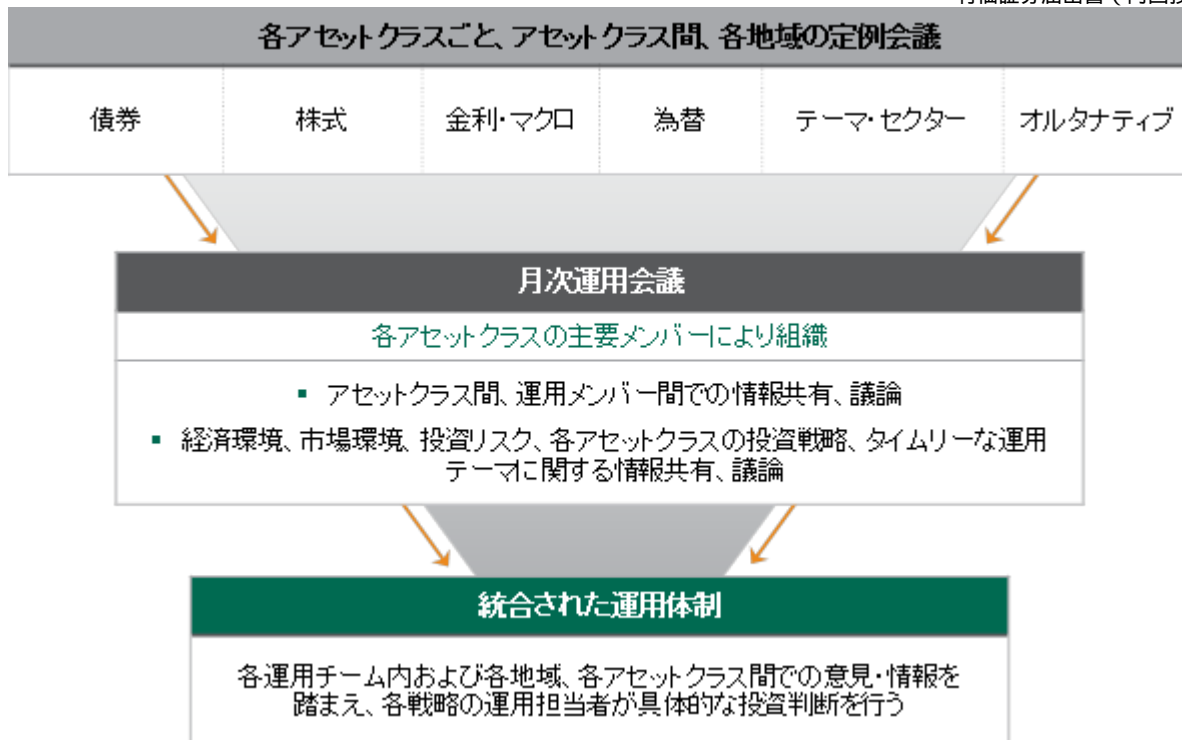 各アセットクラスごと、アセットクラス間、各地域の定例会議
債券 株式 金利・マクロ 為替 テーマ・セクター オルタナティブ
月次運用会議
各アセットクラスの主要メンバーにより組織
▪ アセットクラス間、運用メンバー間での情報共有、議論
▪ 経済環境、市場環境、投資リスク、各アセットクラスの投資戦略、タイムリーな運用
テーマに関する情報共有、議論
統合された運用体制
各運用チーム内および各地域、各アセットクラス間での意見・情報を
踏まえ、各戦略の運用担当者が具体的な投資判断を行う